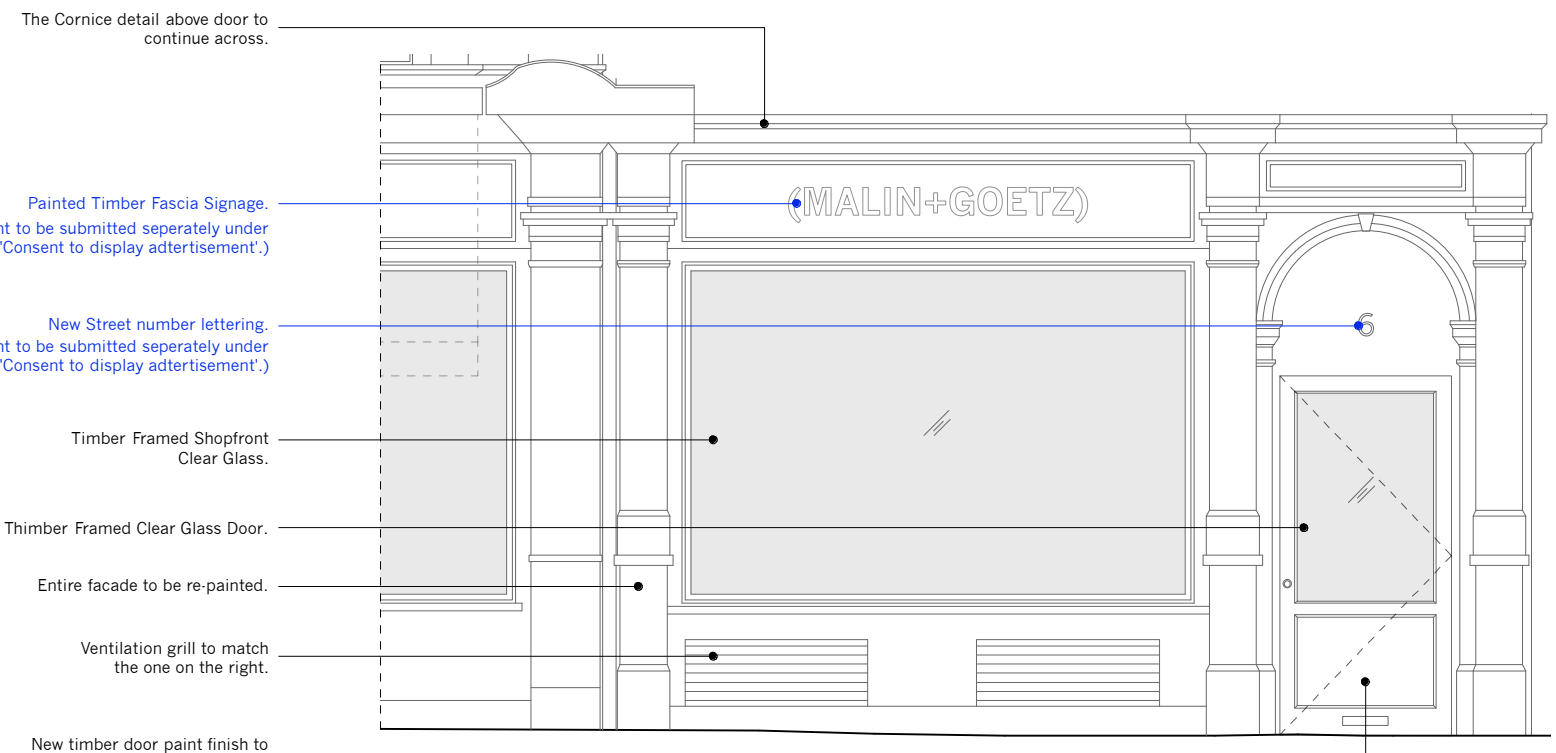 The Cornice detail above door to
continue across.
(MALIN+GOETZ)
Painted Timber Fascia Signage.
to be submitted seperately under
'Consent to display adtertisement'.)
New Street number lettering.
6
to be submitted seperately under
'Consent to display adtertisement'.)
Timber Framed Shopfront
Clear Glass.
Thimber Framed Clear Glass Door.
Entire facade to be re-painted.
Ventilation grill to match
the one on the right.
New timber door paint finish to